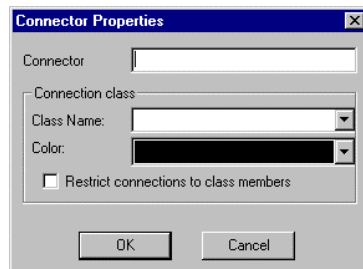 Connector Properties
Connector
Connection class
Class Name:
Color:
Restrict connections to class members
OK
Cancel